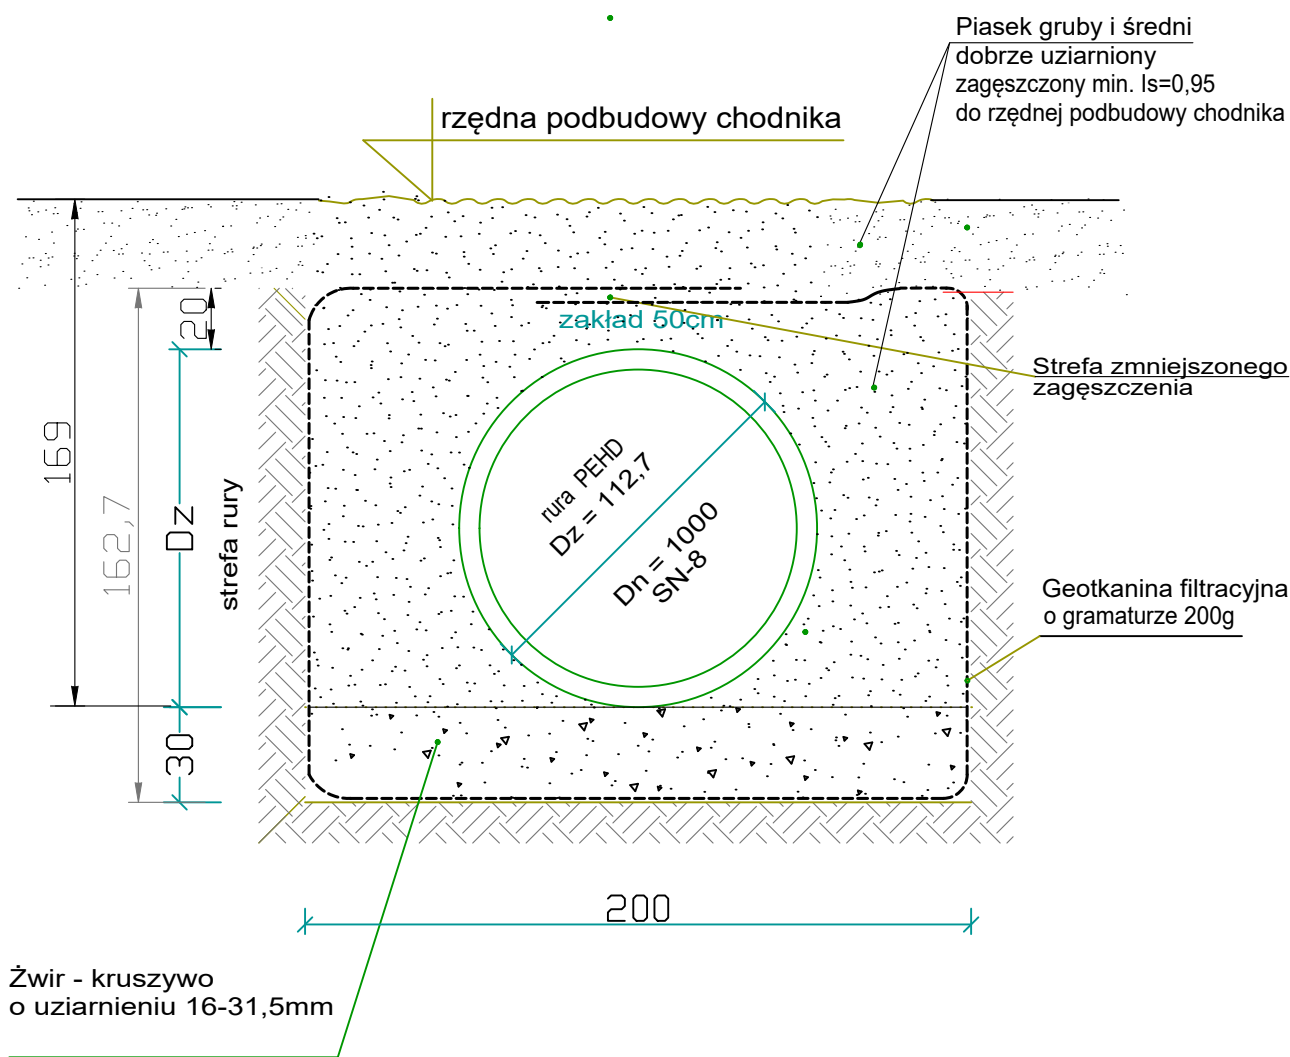 Piasek gruby i średni
dobrze uziarniony
zagęszczony min. Is=0,95
do rzędnej podbudowy chodnika
rzędna podbudowy chodnika
20
zakład 50cm
Strefa zmniejszonego
zagęszczenia
169
162,7
Dz
strefa rury
rura PEHD
Dz = 112,7
Dn = 1000
SN-8
Geotkanina filtracyjna
o gramaturze 200g
30
200
Żwir - kruszywo
o uziarnieniu 16-31,5mm